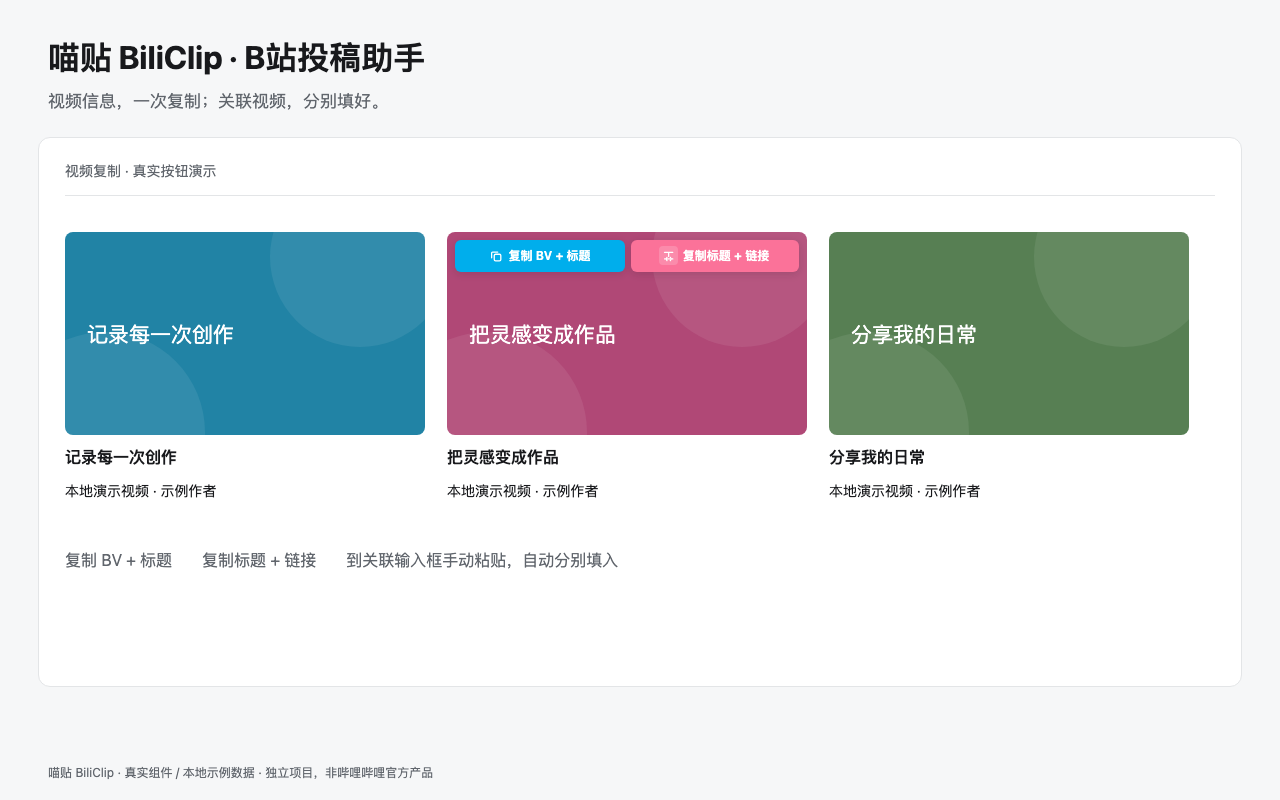 喵贴 BiliClip · B站投稿助手
视频信息，一次复制；关联视频，分别填好。
视频复制 · 真实按钮演示
复制 BV + 标题
复制标题 + 链接
记录每一次创作
把灵感变成作品
分享我的日常
记录每一次创作
把灵感变成作品
分享我的日常
本地演示视频 · 示例作者
本地演示视频 · 示例作者
本地演示视频 · 示例作者
复制 BV + 标题
复制标题 + 链接
到关联输入框手动粘贴，自动分别填入
喵贴 BiliClip · 真实组件 / 本地示例数据 · 独立项目，非哔哩哔哩官方产品